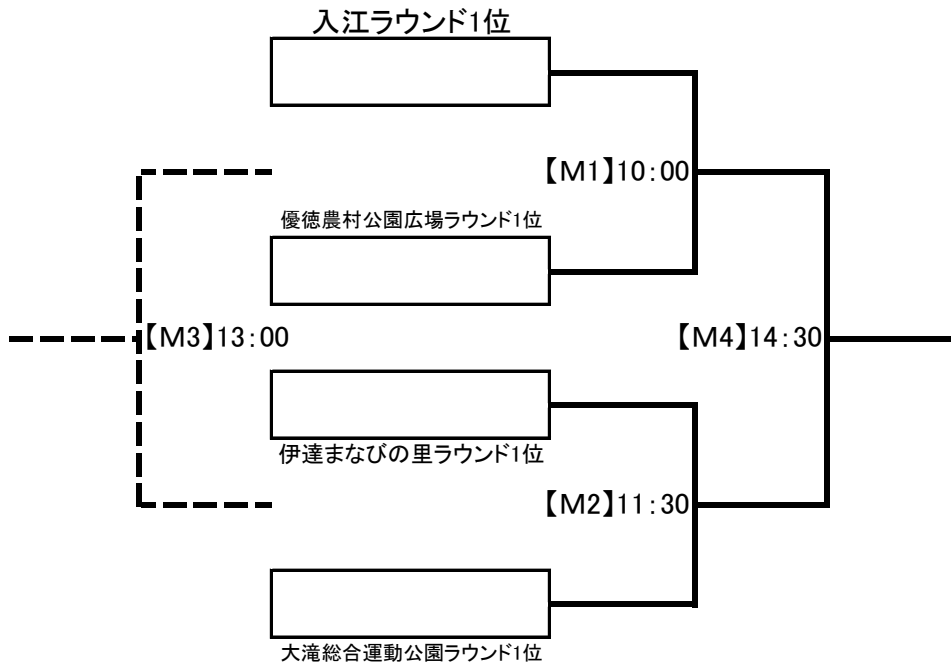 入江ラウンド1位
【M1】10:00
優徳農村公園広場ラウンド1位
【M3】13:00
【M4】14:30
伊達まなびの里ラウンド1位
【M2】11:30
大滝総合運動公園ラウンド1位